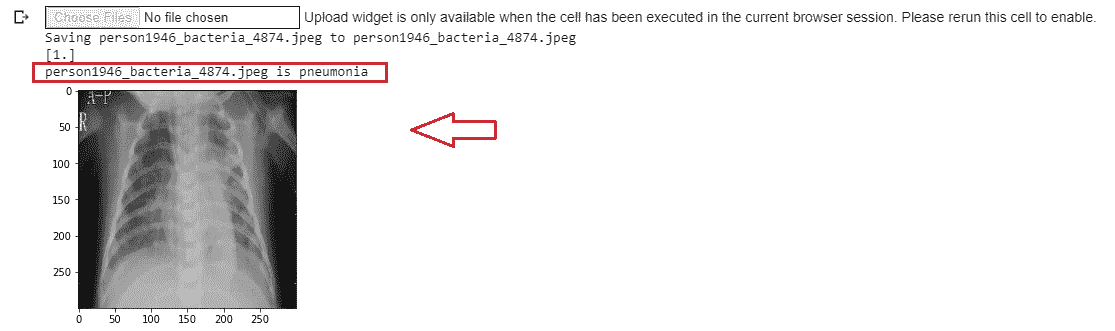 Choose Files No file chosen Upload widget is only available when the cell has been executed in the current browser session. Please rerun this cell to enable.
Saving person1946_bacteria_4874.jpeg to person1946_bacteria_4874.jpeg
[1.]
person1946_bacteria_4874.jpeg is pneumonia
A-P
R
0
50
100
150
200
250
0 50 100 150 200 250